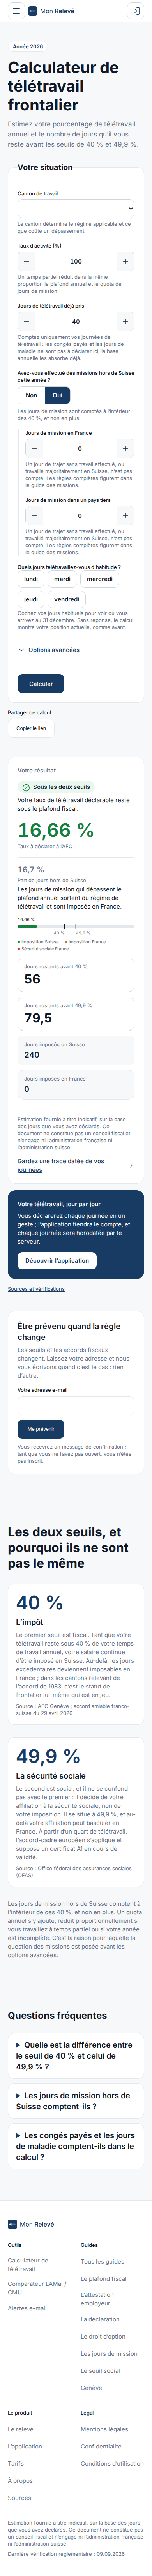 Mon Relevé
Année 2026
Calculateur de
télétravail
frontalier
Estimez votre pourcentage de télétravail
annuel et le nombre de jours qu'il vous
reste avant les seuils de 40 % et 49,9 %.
Votre situation
Canton de travail
Le canton détermine le régime applicable et ce
que coûte un dépassement.
Taux d'activité (%)
− 100 +
Un temps partiel réduit dans la même
proportion le plafond annuel et le quota de
jours de mission.
Jours de télétravail déjà pris
− 40 +
Comptez uniquement vos journées de
télétravail : les congés payés et les jours de
maladie ne sont pas à déclarer ici, la base
annuelle les absorbe déjà.
Avez-vous effectué des missions hors de Suisse
cette année ?
Non Oui
Les jours de mission sont comptés à l'intérieur
des 40 %, et non en plus.
Jours de mission en France
− 0 +
Un jour de trajet sans travail effectué, ou
travaillé majoritairement en Suisse, n'est pas
compté. Les règles complètes figurent dans
le guide des missions.
Jours de mission dans un pays tiers
− 0 +
Un jour de trajet sans travail effectué, ou
travaillé majoritairement en Suisse, n'est pas
compté. Les règles complètes figurent dans
le guide des missions.
Quels jours télétravaillez-vous d'habitude ?
lundi mardi mercredi
jeudi vendredi
Cochez vos jours habituels pour voir où vous
arrivez au 31 décembre. Sans réponse, le calcul
montre votre position actuelle, comme avant.
Options avancées
Calculer
Partager ce calcul
Copier le lien
Votre résultat
Sous les deux seuils
Votre taux de télétravail déclarable reste
sous le plafond fiscal.
16,66 %
Taux à déclarer à l'AFC
16,7 %
Part de jours hors de Suisse
Les jours de mission qui dépassent le
plafond annuel sortent de votre taux de
télétravail et sont imposés en France.
16,66 %
40 % 49,9 %
Imposition Suisse Imposition France
Sécurité sociale France
Jours restants avant 40 %
56
Jours restants avant 49,9 %
79,5
Jours imposés en Suisse
240
Jours imposés en France
0
Estimation fournie à titre indicatif, sur la base
des jours que vous avez déclarés. Ce
document ne constitue pas un conseil fiscal et
n'engage ni l'administration française ni
l'administration suisse.
Gardez une trace datée de vos
journées
Votre télétravail, jour par jour
Vous déclarerez chaque journée en un
geste ; l'application tiendra le compte, et
chaque journée sera horodatée par le
serveur.
Découvrir l'application
Sources et vérifications
Être prévenu quand la règle
change
Les seuils et les accords fiscaux
changent. Laissez votre adresse et nous
vous écrirons quand c'est le cas : rien
d'autre.
Votre adresse e-mail
Me prévenir
Vous recevrez un message de confirmation ;
tant que vous ne l'avez pas ouvert, vous n'êtes
pas inscrit.
Les deux seuils, et
pourquoi ils ne sont
pas le même
40 %
L'impôt
Le premier seuil est fiscal. Tant que votre
télétravail reste sous 40 % de votre temps
de travail annuel, votre salaire continue
d'être imposé en Suisse. Au-delà, les jours
excédentaires deviennent imposables en
France ; dans les cantons relevant de
l'accord de 1983, c'est le statut de
frontalier lui-même qui est en jeu.
Source : AFC Genève ; accord amiable franco-
suisse du 29 avril 2026
49,9 %
La sécurité sociale
Le second est social, et il ne se confond
pas avec le premier : il décide de votre
affiliation à la sécurité sociale, non de
votre imposition. Il se situe à 49,9 %, et au-
delà votre affiliation peut basculer en
France. À partir d'un quart de télétravail,
l'accord-cadre européen s'applique et
suppose un certificat A1 en cours de
validité.
Source : Office fédéral des assurances sociales
(OFAS)
Les jours de mission hors de Suisse comptent à
l'intérieur de ces 40 %, et non en plus. Un quota
annuel s'y ajoute, réduit proportionnellement si
vous travaillez à temps partiel ou si votre année
est incomplète. C'est la raison pour laquelle la
question des missions est posée avant les
options avancées.
Questions fréquentes
Quelle est la différence entre
le seuil de 40 % et celui de
49,9 % ?
Les jours de mission hors de
Suisse comptent-ils ?
Les congés payés et les jours
de maladie comptent-ils dans le
calcul ?
Mon Relevé
Outils
Calculateur de
télétravail
Comparateur LAMal /
CMU
Alertes e-mail
Guides
Tous les guides
Le plafond fiscal
L'attestation
employeur
La déclaration
Le droit d'option
Les jours de mission
Le seuil social
Genève
Le produit
Le relevé
L'application
Tarifs
À propos
Sources
Légal
Mentions légales
Confidentialité
Conditions d'utilisation
Estimation fournie à titre indicatif, sur la base des jours
que vous avez déclarés. Ce document ne constitue pas
un conseil fiscal et n'engage ni l'administration française
ni l'administration suisse.
Dernière vérification réglementaire : 09.09.2026